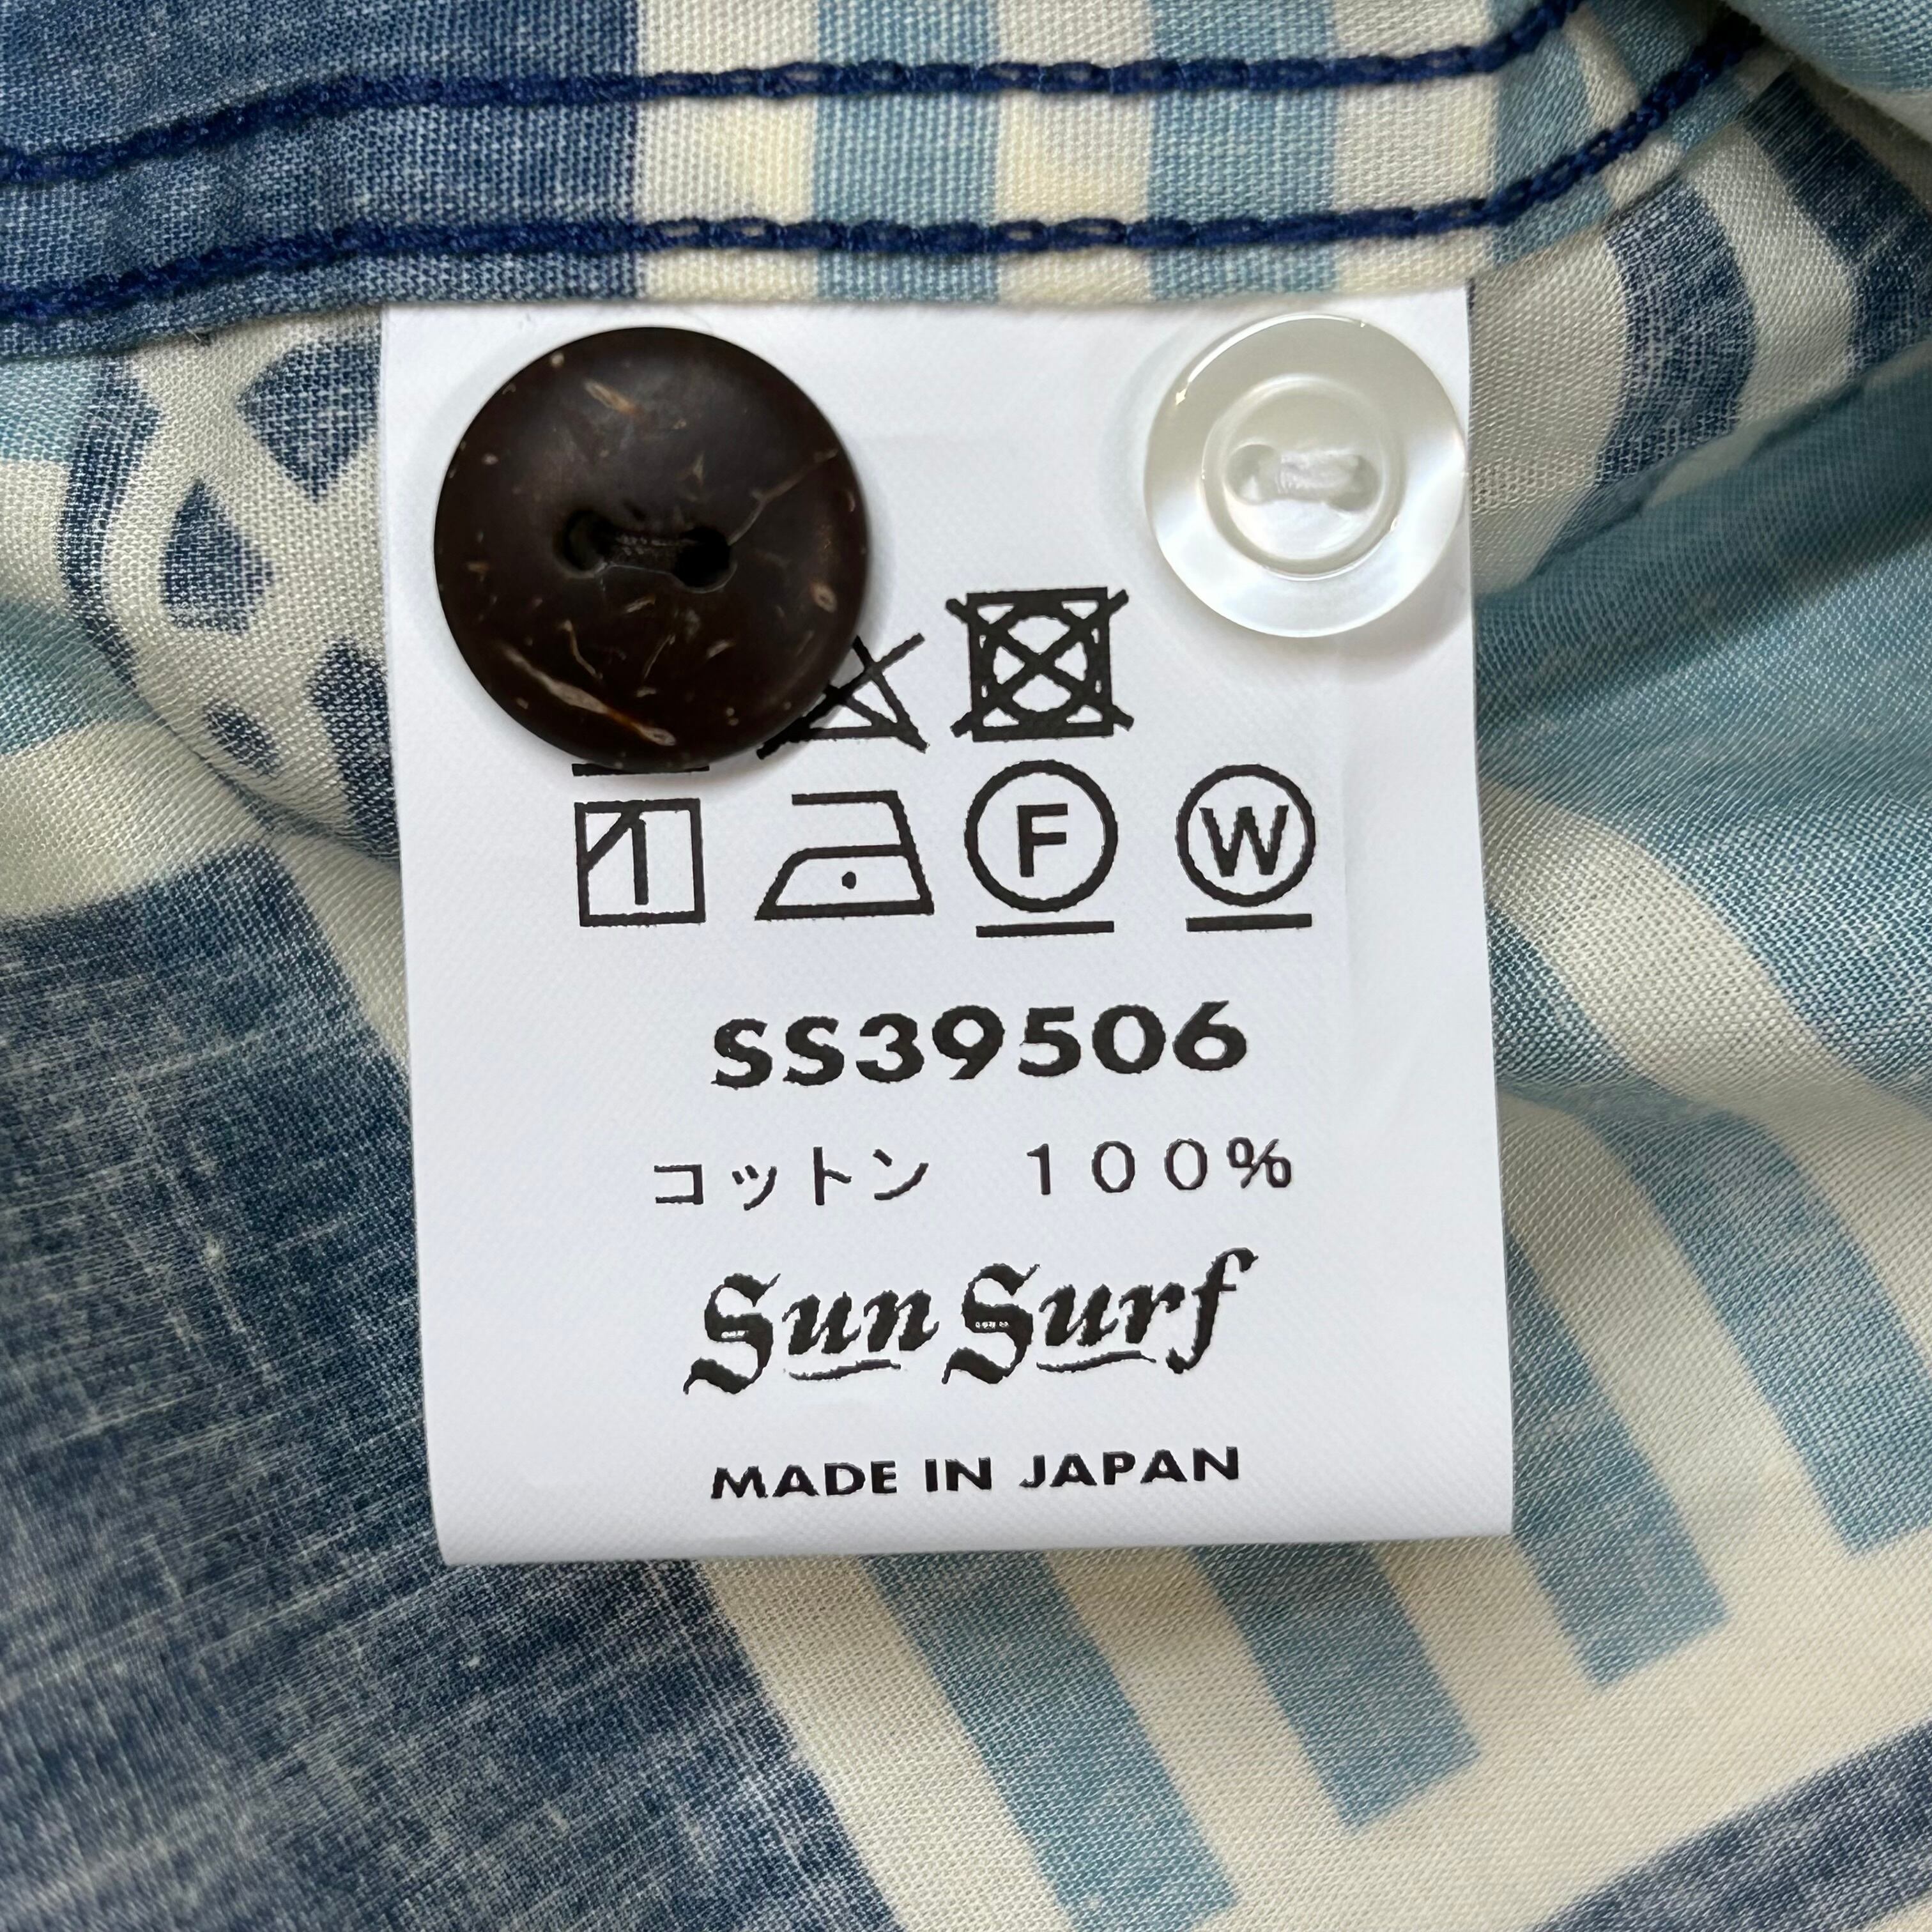 F W
SS39506
コットン １００％
Sun Surf
MADE IN JAPAN